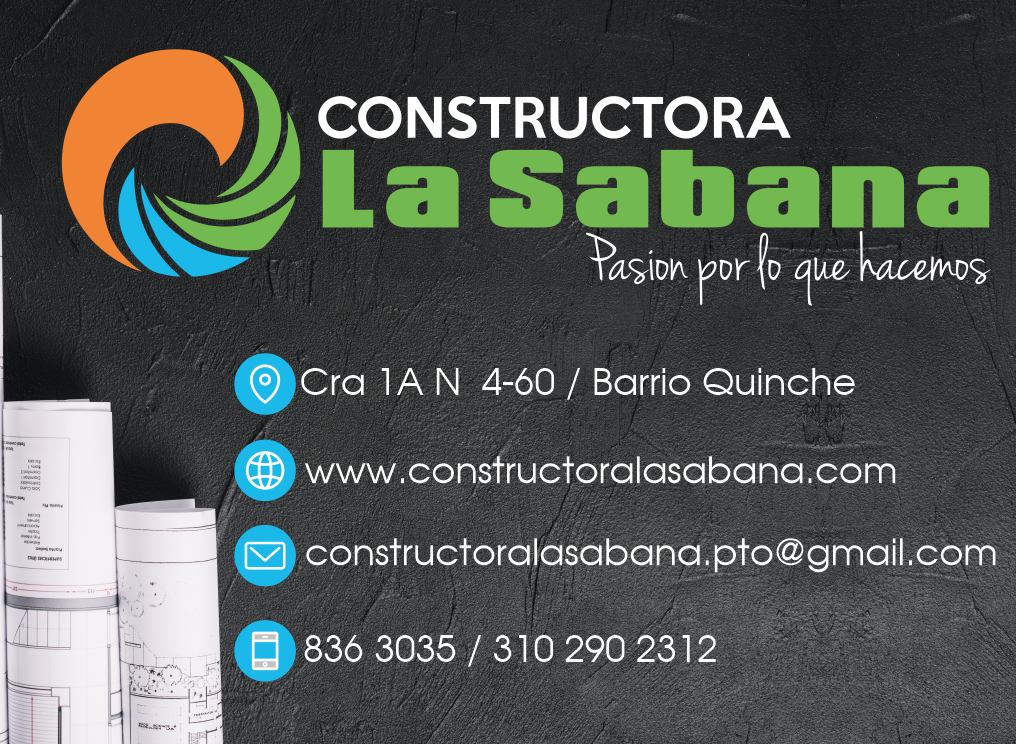 CONSTRUCTORA
La Sabana
Pasion por lo que hacemos
Cra 1A N 4-60 / Barrio Quinche
www.constructoralasabana.com
constructoralasabana.pto@gmail.com
836 3035 / 310 290 2312